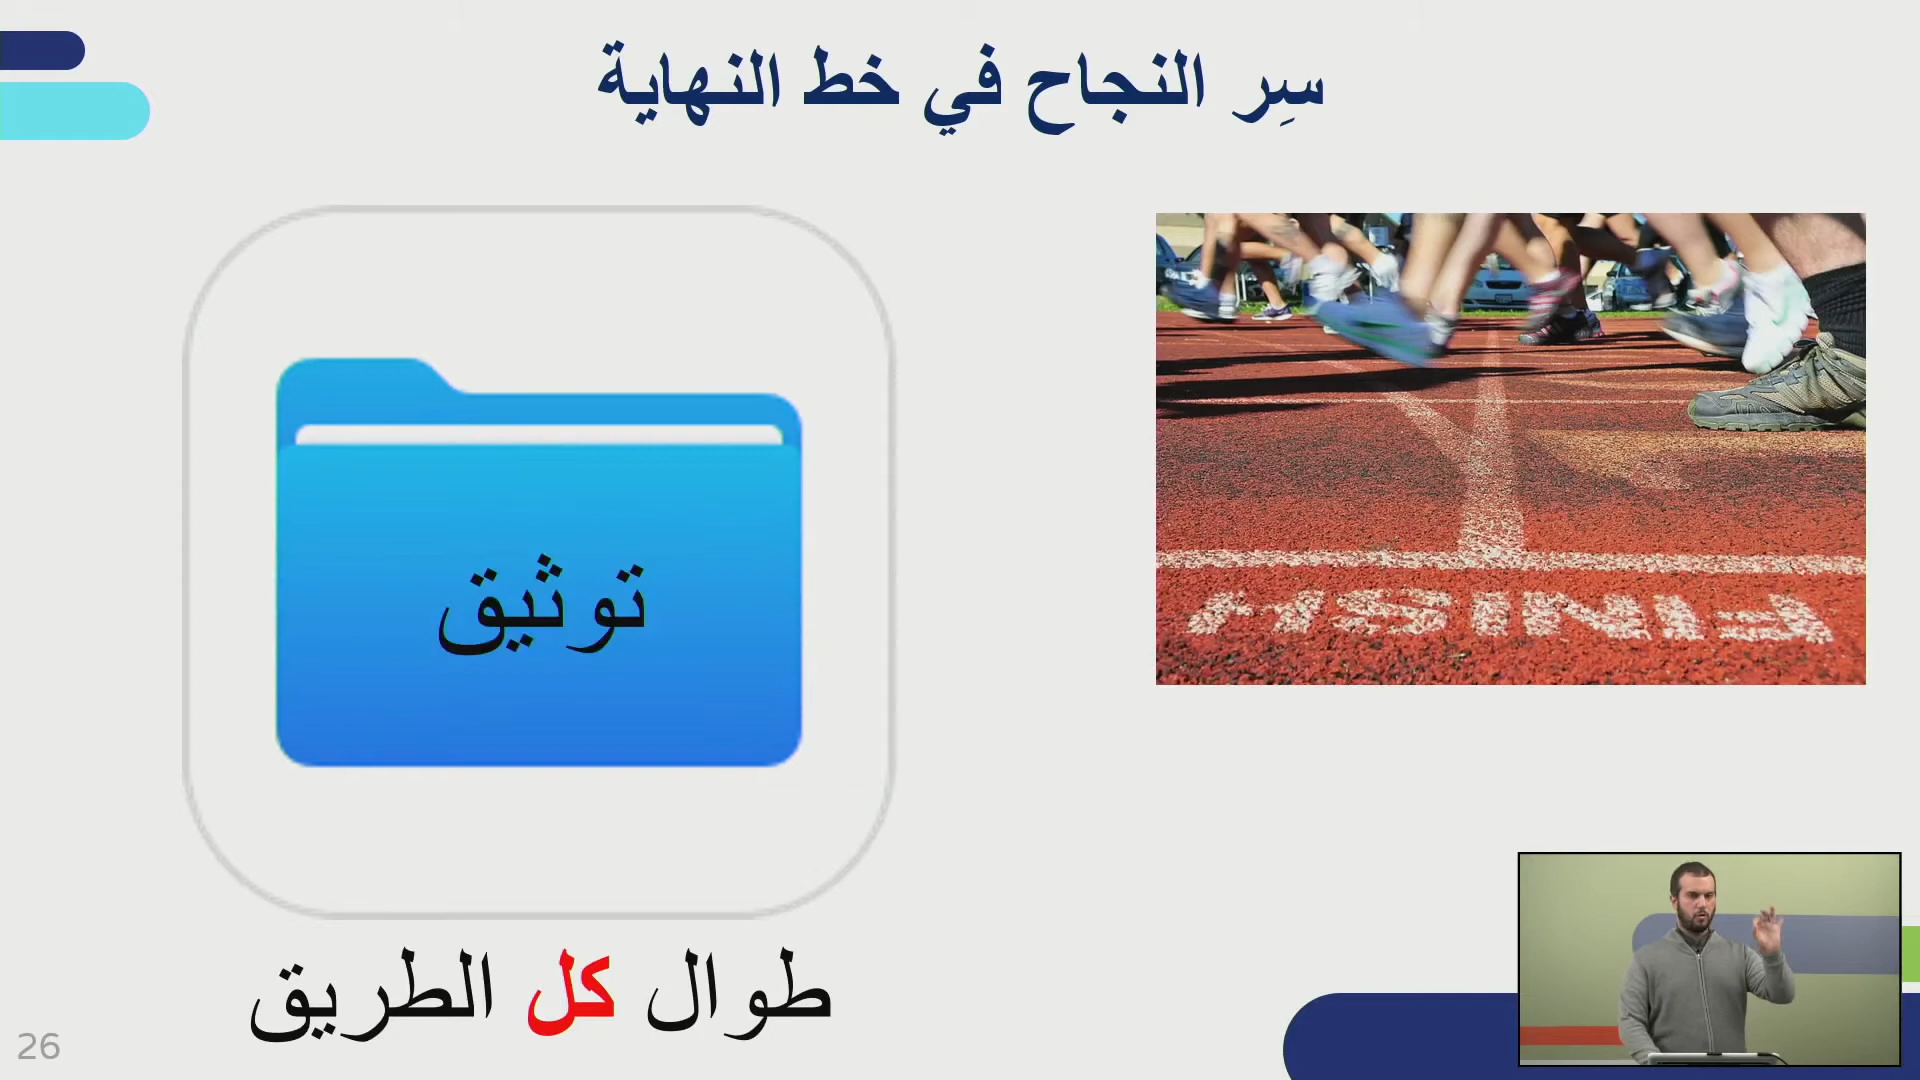 سِر النجاح في خط النهاية
توثيق
FINISH
طوال كل الطريق
26